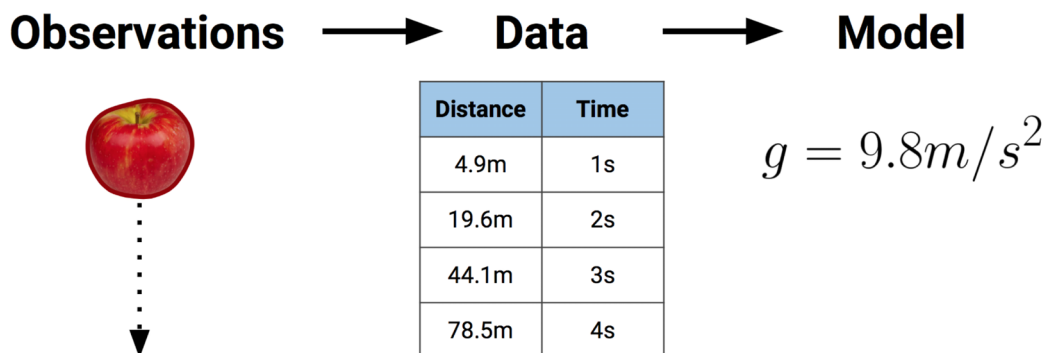 Observations Data Model
Distance Time
4.9m 1s
g = 9.8m/s²
19.6m 2s
44.1m 3s
78.5m 4s